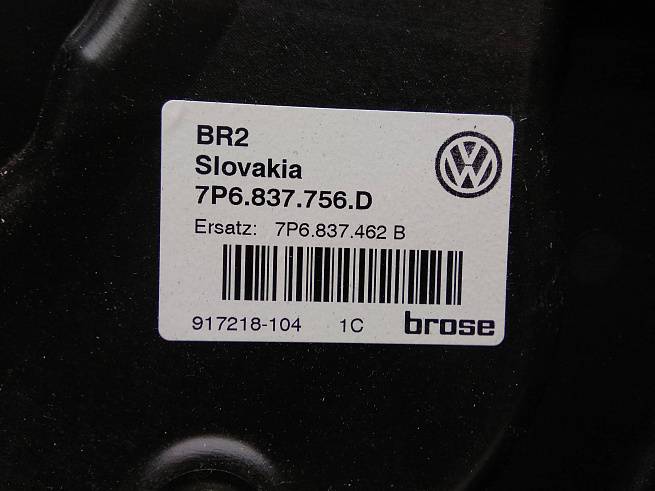 BR2
Slovakia
7P6.837.756.D
Ersatz: 7P6.837.462 B
917218-104 1C brose